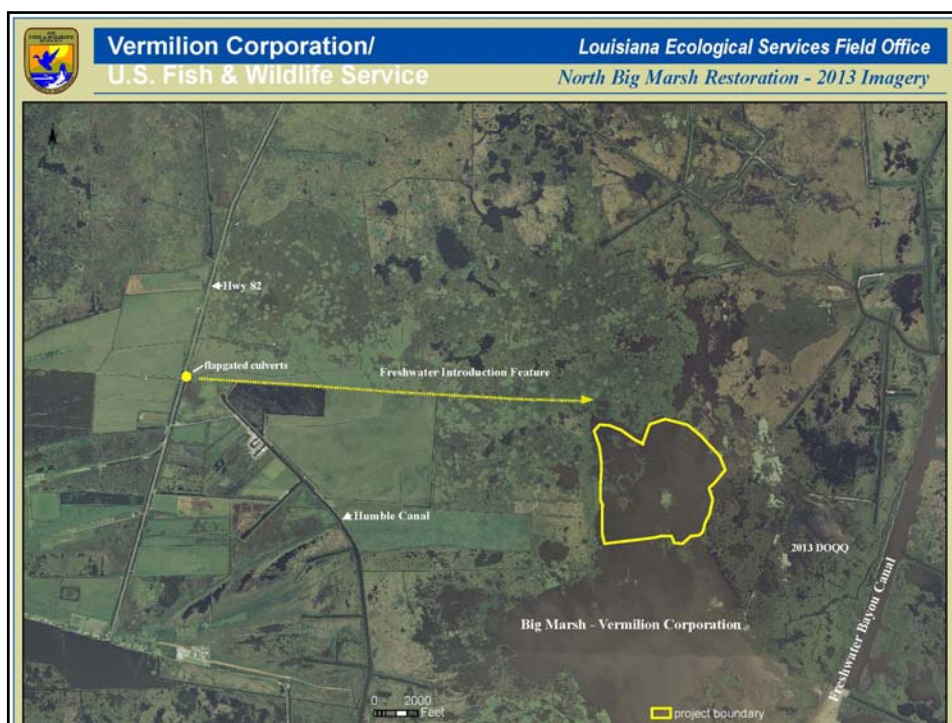 Vermilion Corporation/
U.S. Fish & Wildlife Service
Louisiana Ecological Services Field Office
North Big Marsh Restoration - 2013 Imagery
Hwy 82
flapgated culverts
Freshwater Introduction Feature
Humble Canal
2013 DOQQ
Big Marsh - Vermilion Corporation
Freshwater Bayou Canal
0 2000
Feet
project boundary